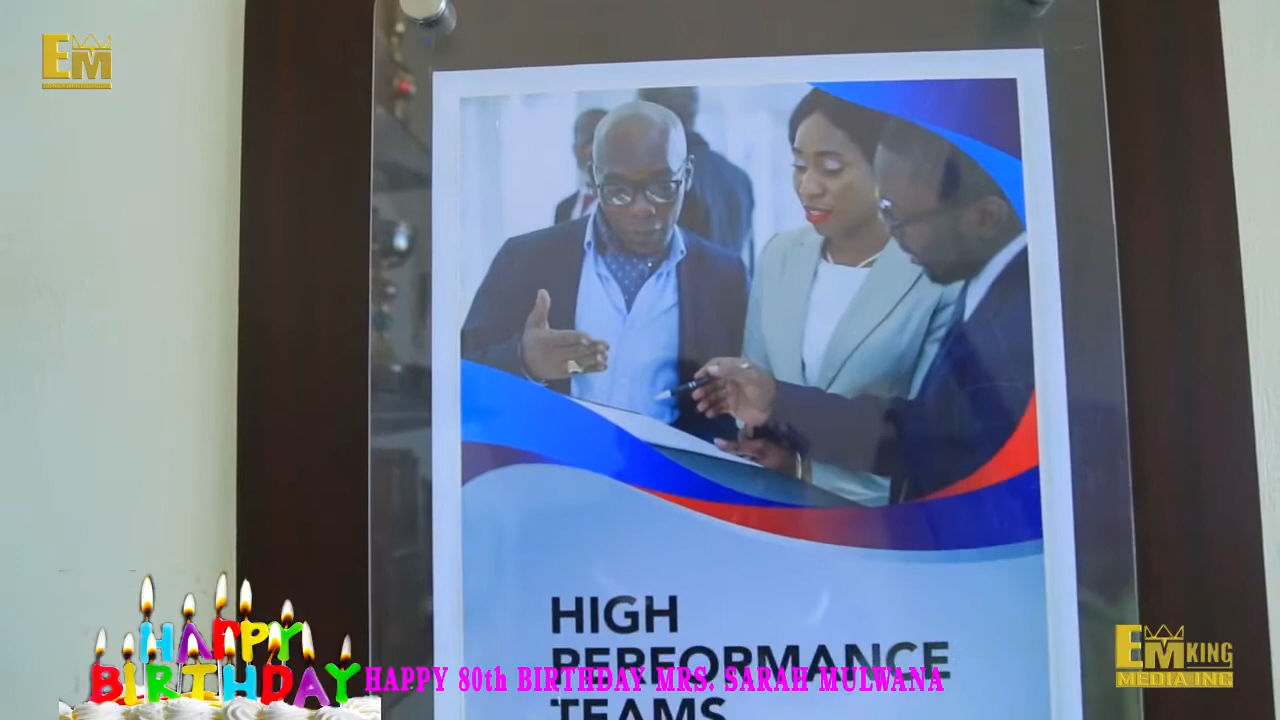 EM
HIGH
PERFORMANCE
TEAMS
HAPPY
BIRTHDAY
HAPPY 80th BIRTHDAY MRS. SARAH MULWANA
EM KING
MEDIA INC